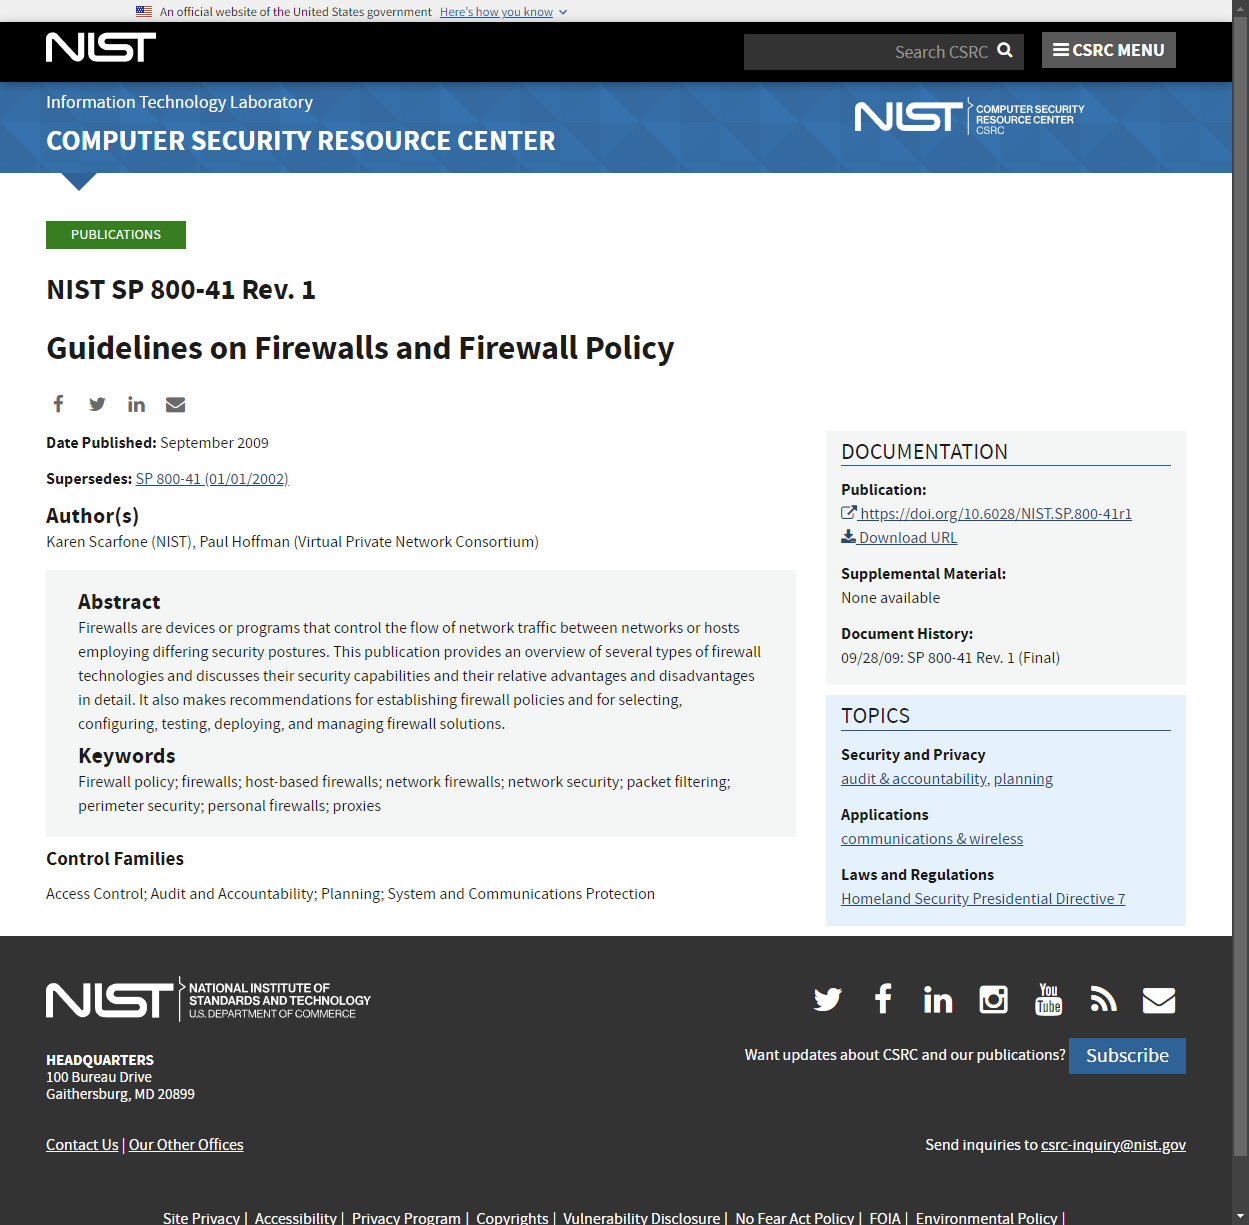 An official website of the United States government Here's how you know
NIST
Search CSRC
CSRC MENU
Information Technology Laboratory
COMPUTER SECURITY RESOURCE CENTER
NIST COMPUTER SECURITY
RESOURCE CENTER
CSRC
PUBLICATIONS
NIST SP 800-41 Rev. 1
Guidelines on Firewalls and Firewall Policy
Date Published: September 2009
Supersedes: SP 800-41 (01/01/2002)
Author(s)
Karen Scarfone (NIST), Paul Hoffman (Virtual Private Network Consortium)
Abstract
Firewalls are devices or programs that control the flow of network traffic between networks or hosts
employing differing security postures. This publication provides an overview of several types of firewall
technologies and discusses their security capabilities and their relative advantages and disadvantages
in detail. It also makes recommendations for establishing firewall policies and for selecting,
configuring, testing, deploying, and managing firewall solutions.
Keywords
Firewall policy; firewalls; host-based firewalls; network firewalls; network security; packet filtering;
perimeter security; personal firewalls; proxies
Control Families
Access Control; Audit and Accountability; Planning; System and Communications Protection
DOCUMENTATION
Publication:
https://doi.org/10.6028/NIST.SP.800-41r1
Download URL
Supplemental Material:
None available
Document History:
09/28/09: SP 800-41 Rev. 1 (Final)
TOPICS
Security and Privacy
audit & accountability, planning
Applications
communications & wireless
Laws and Regulations
Homeland Security Presidential Directive 7
NIST NATIONAL INSTITUTE OF
STANDARDS AND TECHNOLOGY
U.S. DEPARTMENT OF COMMERCE
HEADQUARTERS
100 Bureau Drive
Gaithersburg, MD 20899
You
Tube
Want updates about CSRC and our publications? Subscribe
Contact Us | Our Other Offices
Send inquiries to csrc-inquiry@nist.gov
Site Privacy | Accessibility | Privacy Program | Copyrights | Vulnerability Disclosure | No Fear Act Policy | FOIA | Environmental Policy |